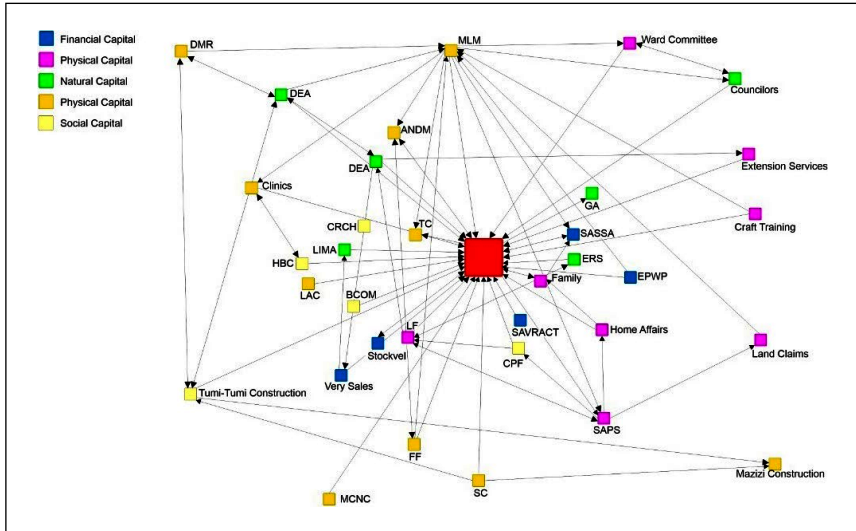 Financial Capital
Physical Capital
Natural Capital
Physical Capital
Social Capital
DMR
MLM
Ward Committee
Councilors
DEA
ANDM
DEA
Extension Services
Clinics
GA
CRCH
TC
SASSA
Craft Training
LIMA
HBC
ERS
LAC
Family
EPWP
BCOM
LF
SAVRACT
Home Affairs
Stockvel
CPF
Land Claims
Very Sales
Tumi-Tumi Construction
SAPS
FF
Mazizi Construction
SC
MCNC